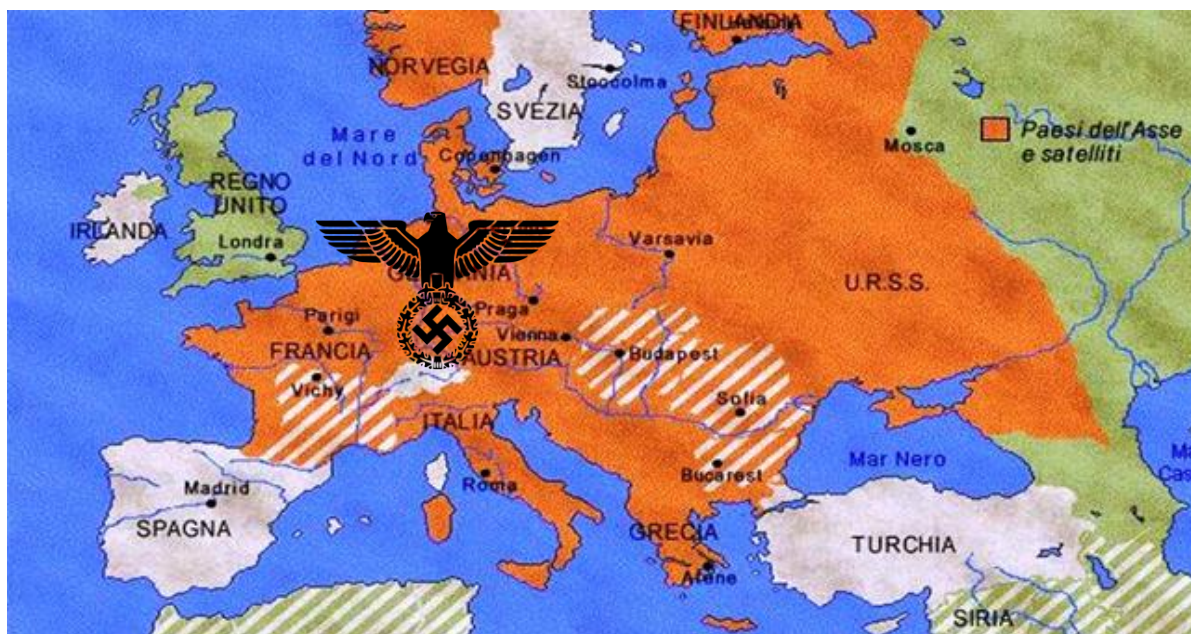 FINLANDIA
NORVEGIA
Stoccolma
SVEZIA
Mare
del Nord
Copenhagen
Mosca
Paesi dell'Asse
e satelliti
REGNO
UNITO
IRLANDA
Londra
Varsavia
U.R.S.S.
Praga
Parigi
Vienna
FRANCIA
AUSTRIA
Budapest
Vichy
Sofia
ITALIA
Mar Nero
Bucarest
Madrid
Roma
SPAGNA
GRECIA
TURCHIA
Atene
SIRIA